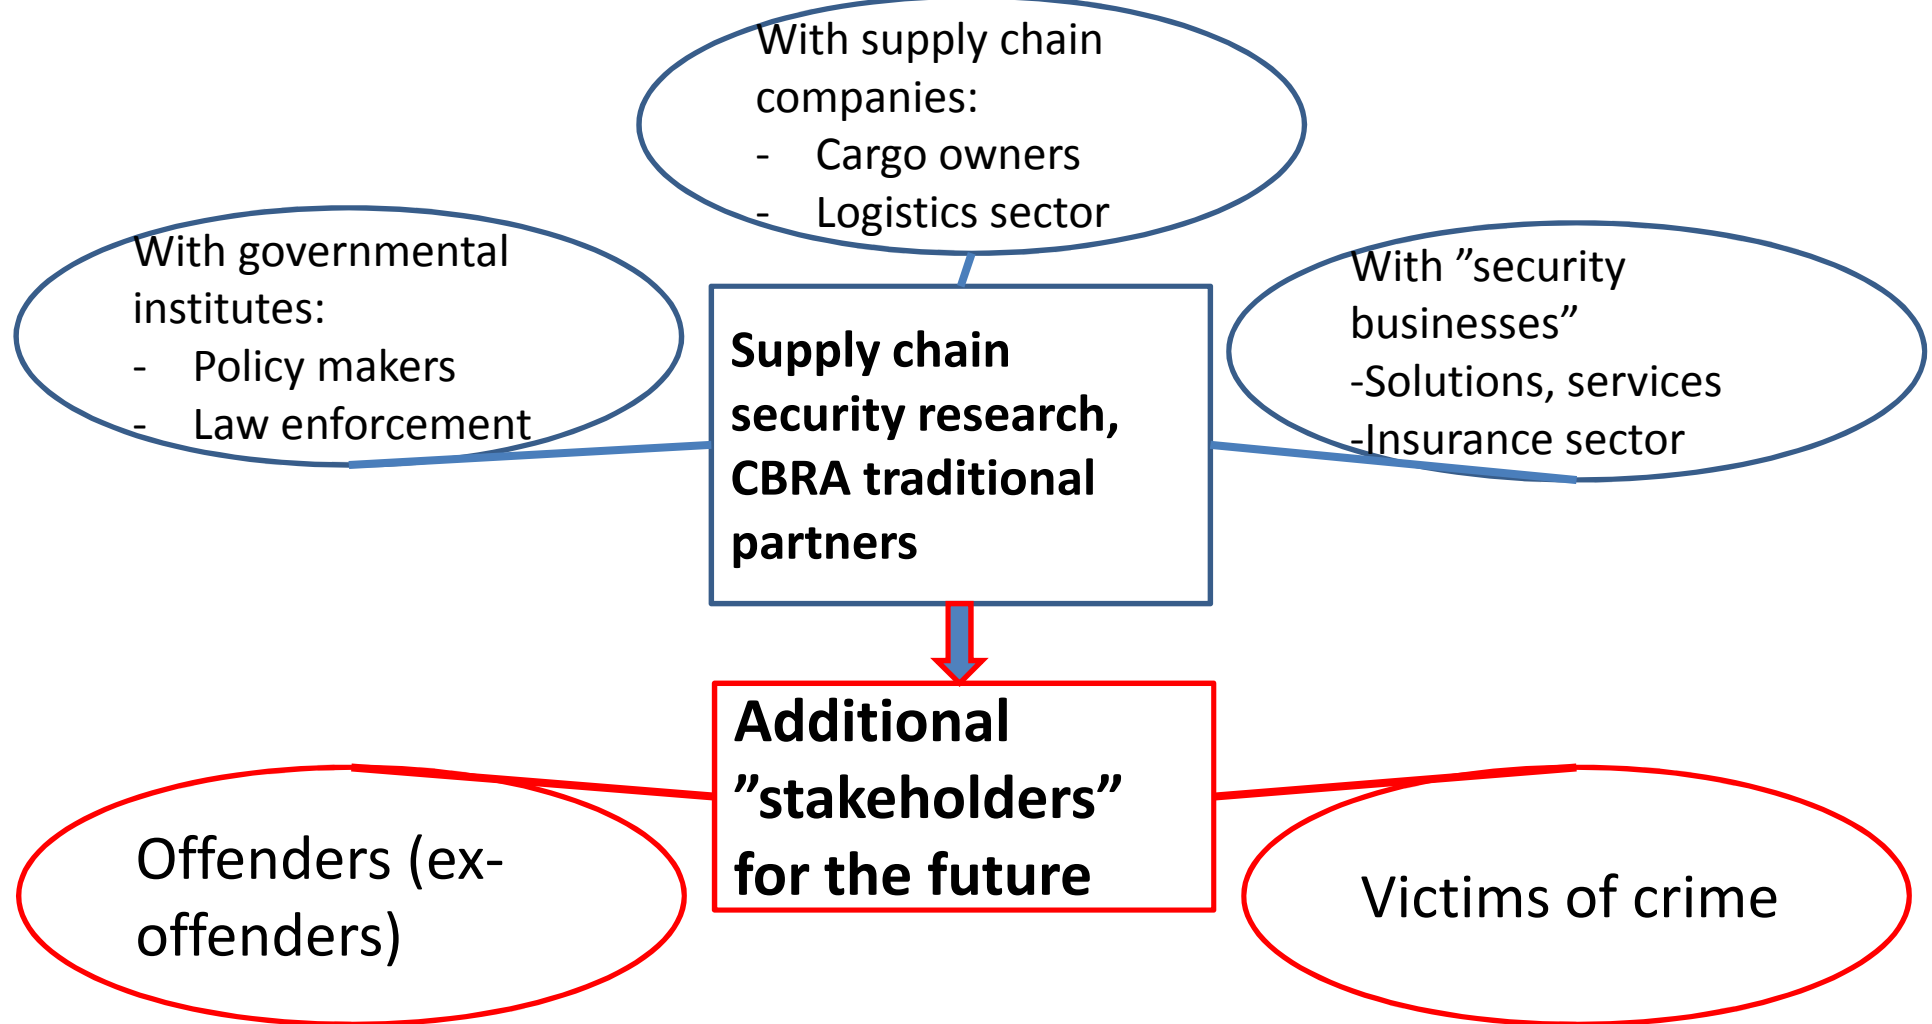 With supply chain
companies:
- Cargo owners
- Logistics sector
With governmental
institutes:
- Policy makers
- Law enforcement
With ”security
businesses”
-Solutions, services
-Insurance sector
Supply chain
security research,
CBRA traditional
partners
Additional
”stakeholders”
for the future
Offenders (ex-
offenders)
Victims of crime